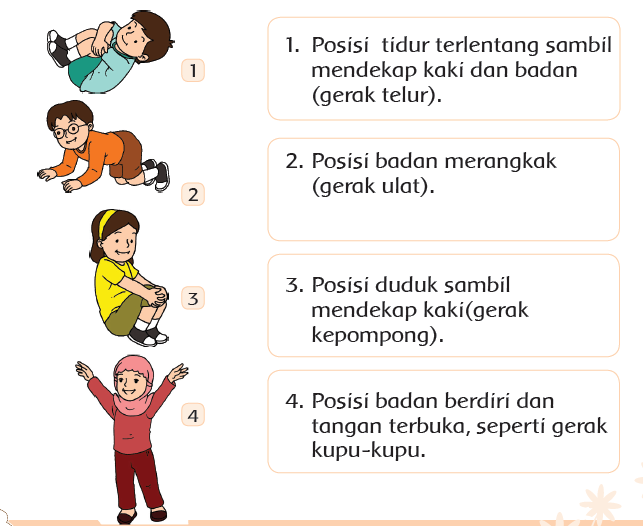 1
1. Posisi tidur terlentang sambil
mendekap kaki dan badan
(gerak telur).
2
2. Posisi badan merangkak
(gerak ulat).
3
3. Posisi duduk sambil
mendekap kaki(gerak
kepompong).
4
4. Posisi badan berdiri dan
tangan terbuka, seperti gerak
kupu-kupu.